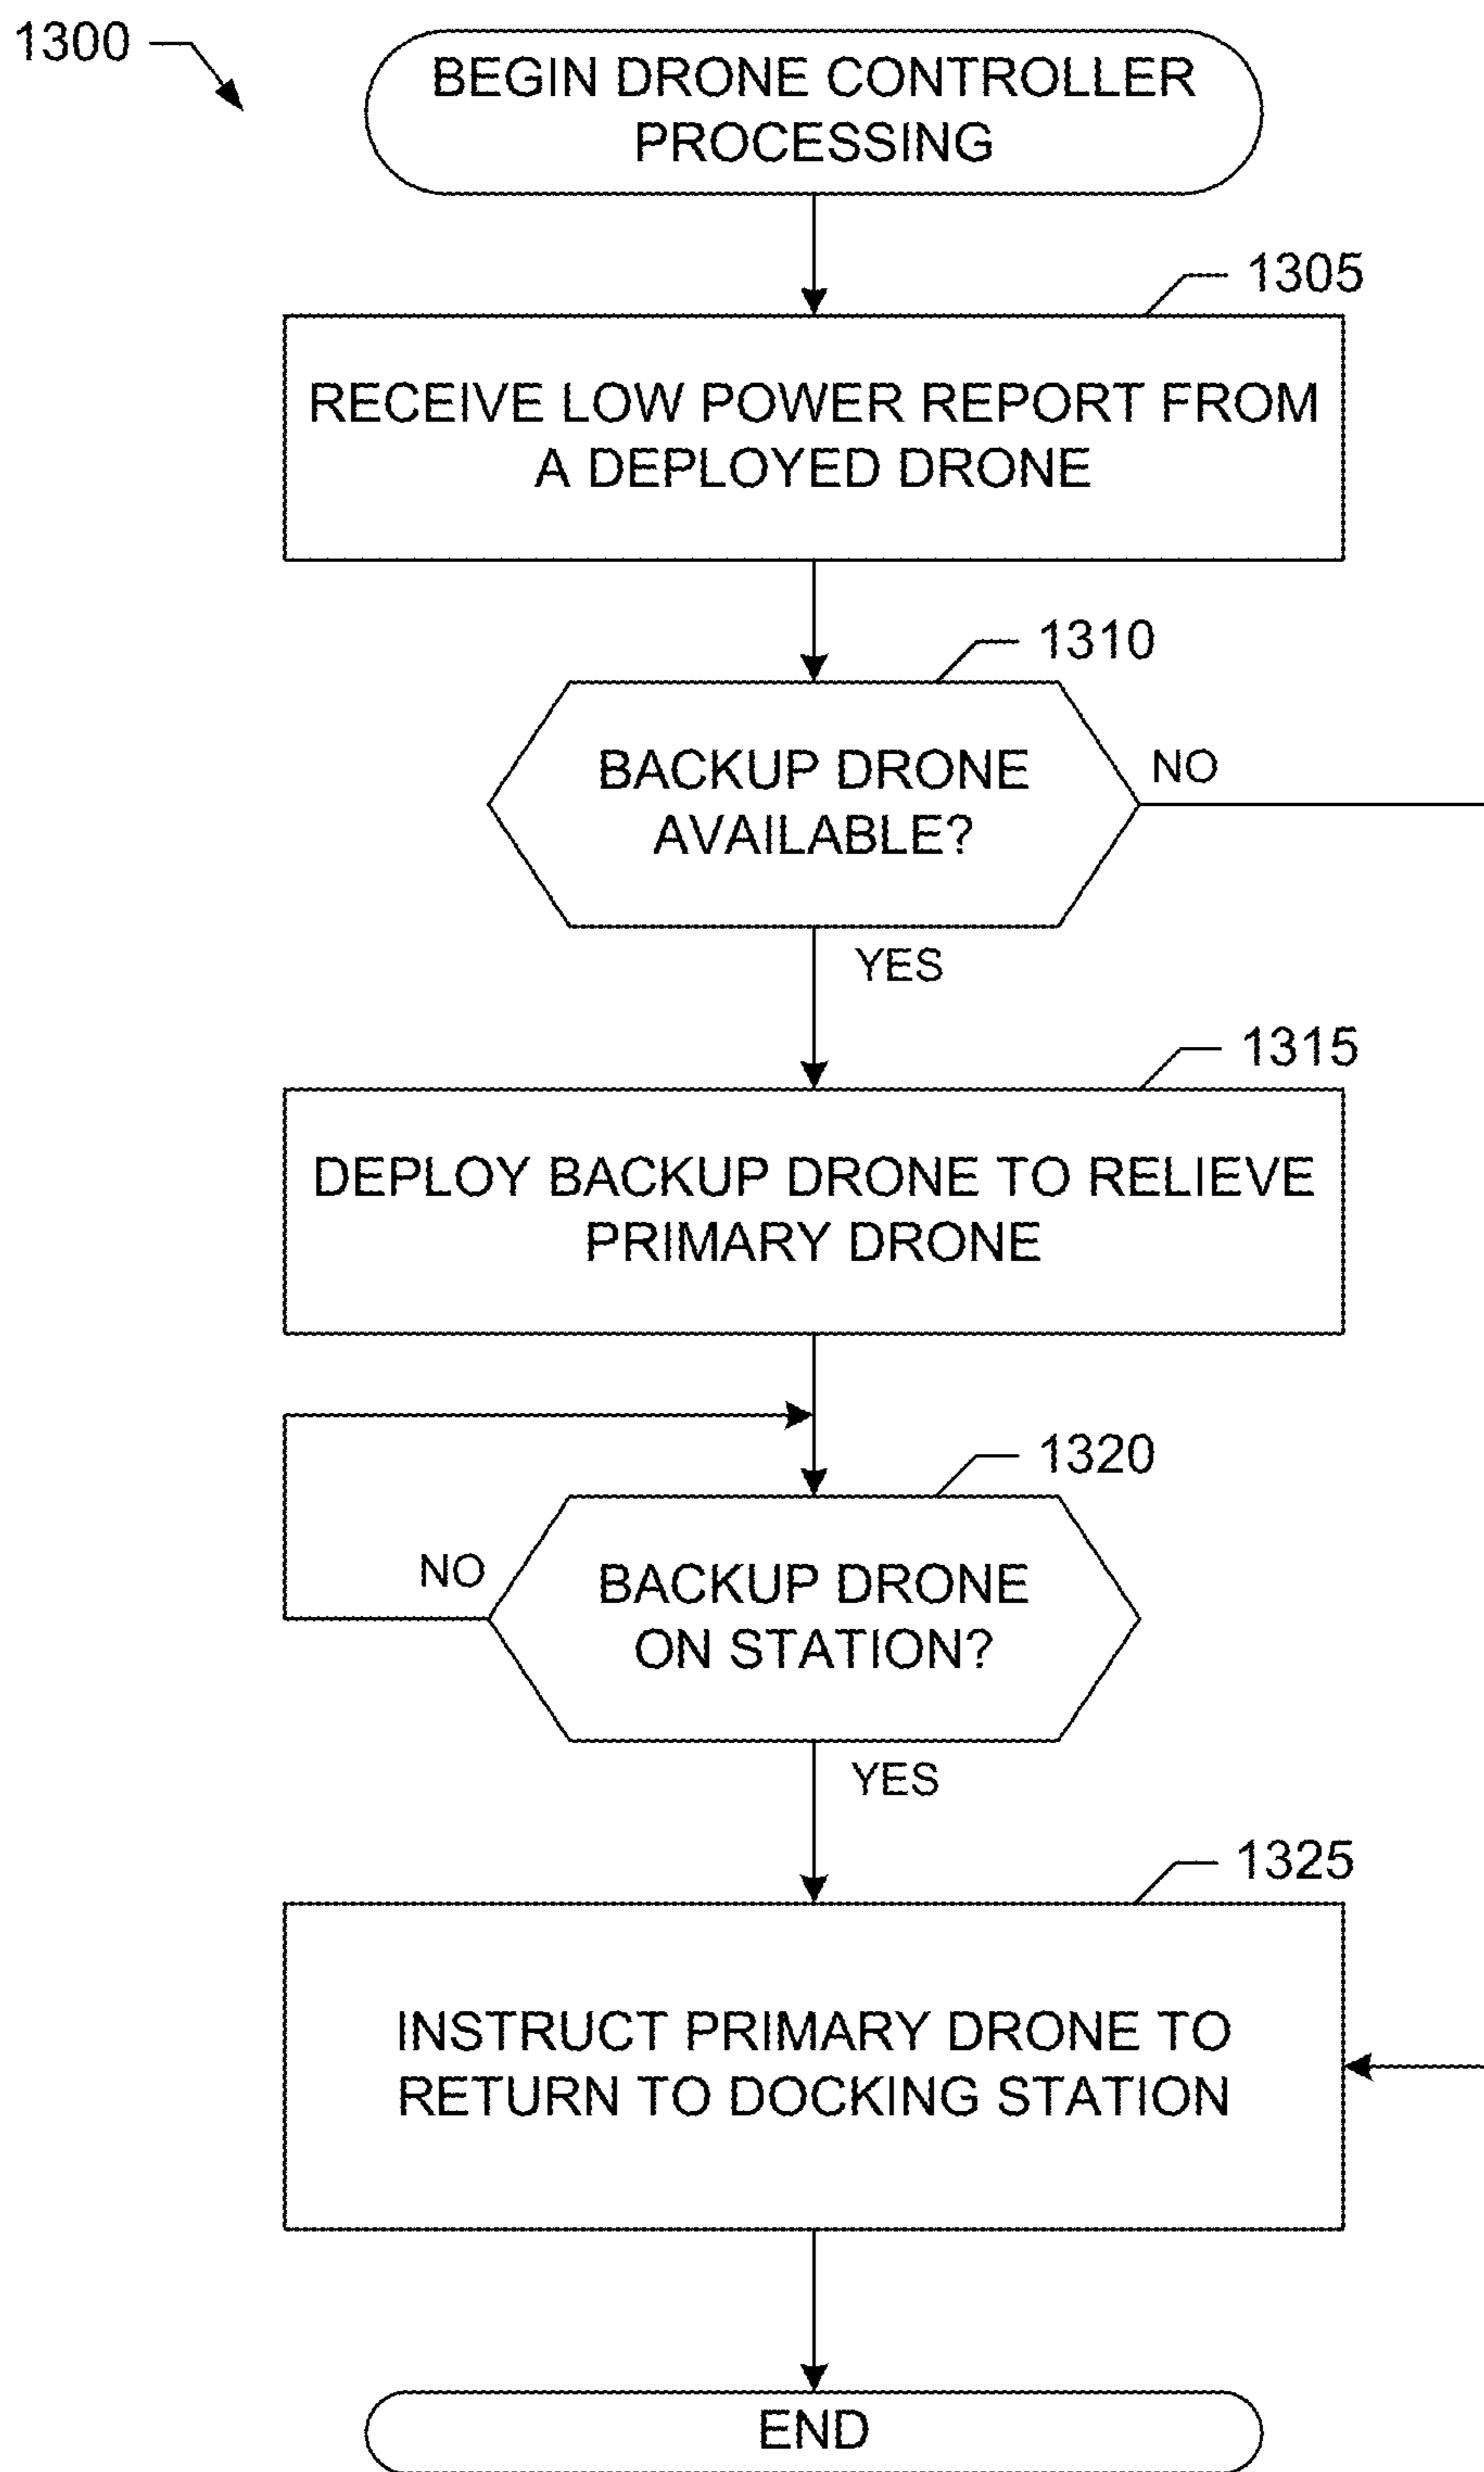 1300
BEGIN DRONE CONTROLLER
PROCESSING
1305
RECEIVE LOW POWER REPORT FROM
A DEPLOYED DRONE
1310
BACKUP DRONE
AVAILABLE?
NO
YES
1315
DEPLOY BACKUP DRONE TO RELIEVE
PRIMARY DRONE
1320
BACKUP DRONE
ON STATION?
NO
YES
1325
INSTRUCT PRIMARY DRONE TO
RETURN TO DOCKING STATION
END